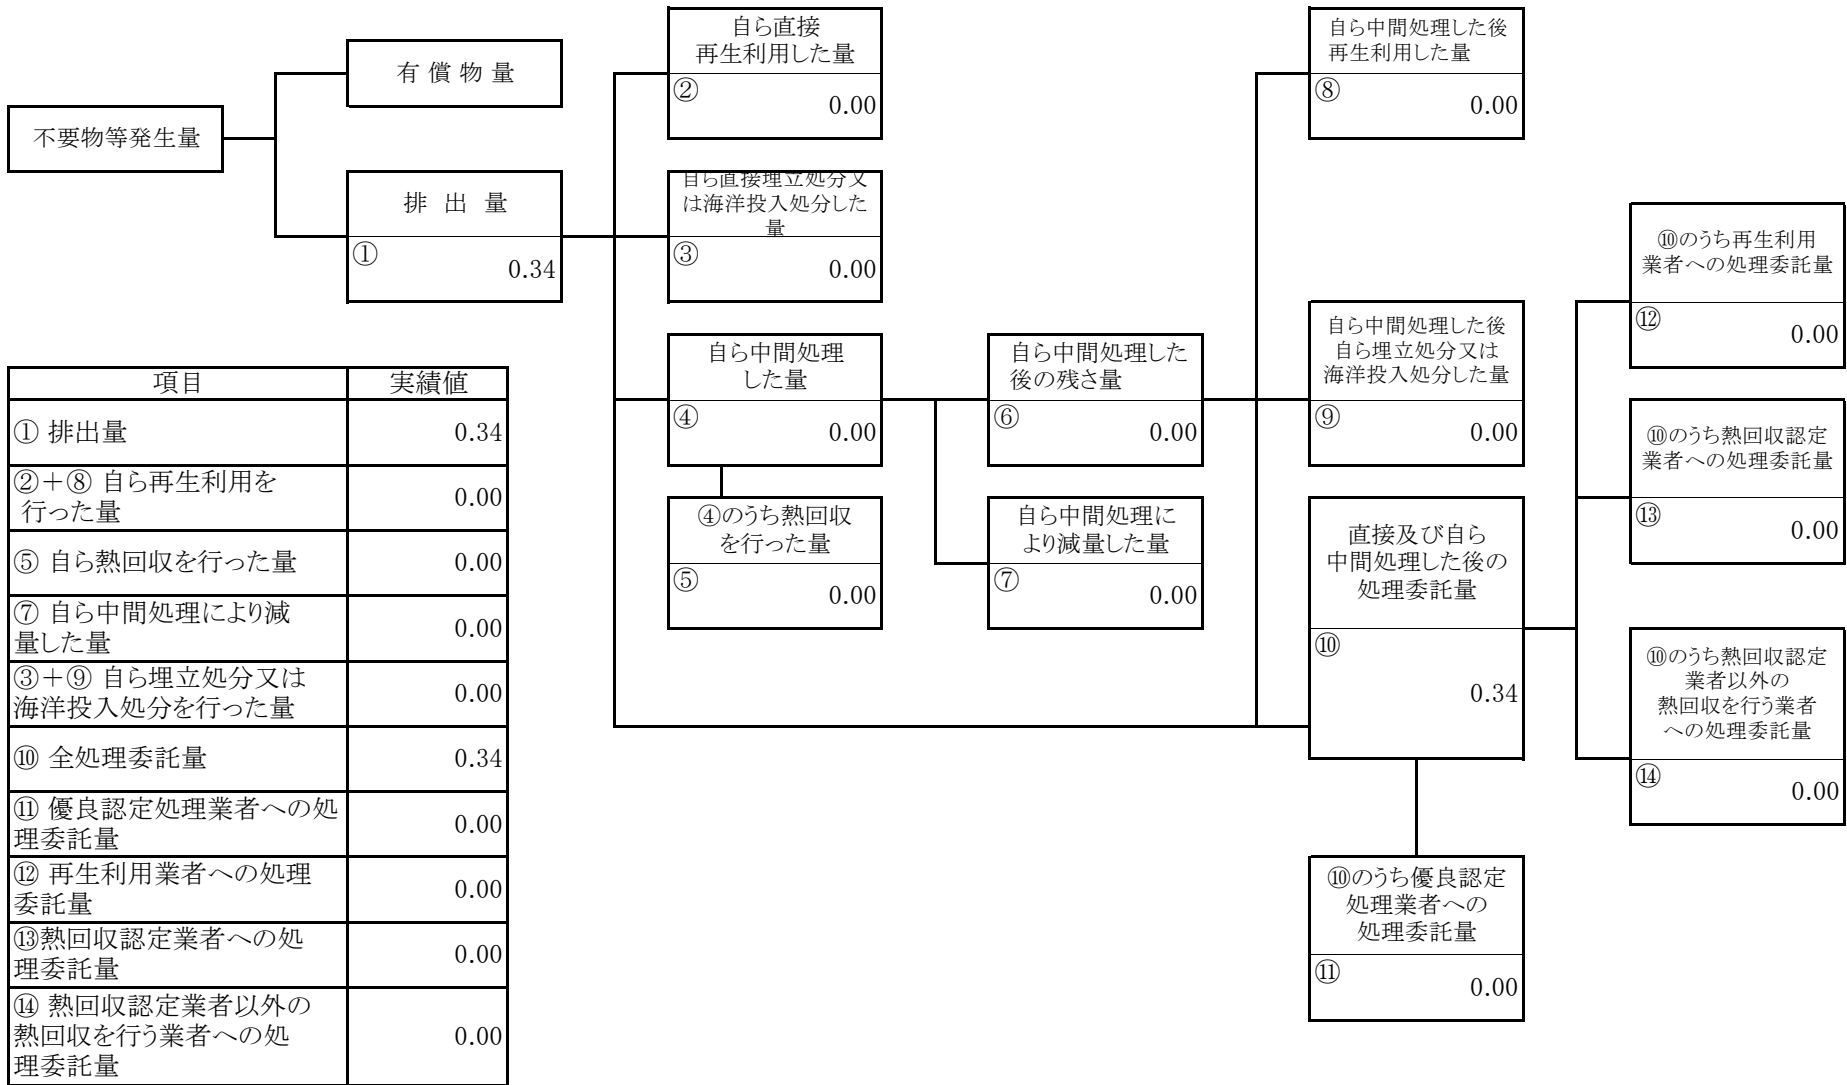 不要物等発生量
有 償 物 量
排 出 量
①
0.34
自ら直接
再生利用した量
②
0.00
自ら直接埋立処分又
は海洋投入処分した
量
③
0.00
自ら中間処理
した量
④
0.00
④のうち熱回収
を行った量
⑤
0.00
自ら中間処理した
後の残さ量
⑥
0.00
自ら中間処理に
より減量した量
⑦
0.00
自ら中間処理した後
再生利用した量
⑧
0.00
自ら中間処理した後
自ら埋立処分又は
海洋投入処分した量
⑨
0.00
直接及び自ら
中間処理した後の
処理委託量
⑩
0.34
⑩のうち優良認定
処理業者への
処理委託量
⑪
0.00
⑩のうち再生利用
業者への処理委託量
⑫
0.00
⑩のうち熱回収認定
業者への処理委託量
⑬
0.00
⑩のうち熱回収認定
業者以外の
熱回収を行う業者
への処理委託量
⑭
0.00
項目 実績値
① 排出量 0.34
②＋⑧ 自ら再生利用を
行った量
0.00
⑤ 自ら熱回収を行った量 0.00
⑦ 自ら中間処理により減
量した量
0.00
③＋⑨ 自ら埋立処分又は
海洋投入処分を行った量
0.00
⑩ 全処理委託量 0.34
⑪ 優良認定処理業者への処
理委託量
0.00
⑫ 再生利用業者への処理
委託量
0.00
⑬熱回収認定業者への処
理委託量
0.00
⑭ 熱回収認定業者以外の
熱回収を行う業者への処
理委託量
0.00